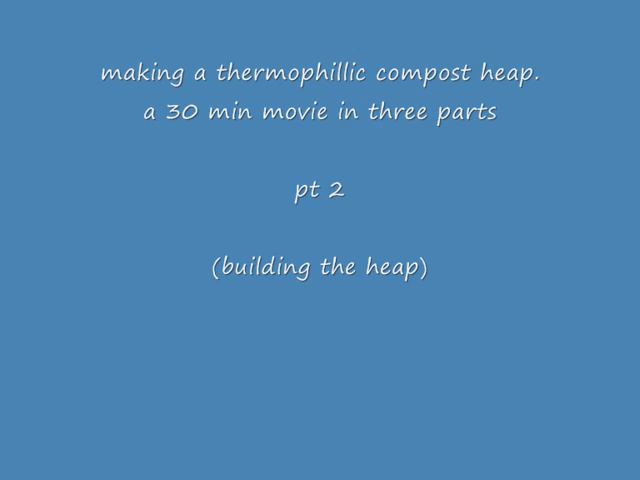 making a thermophillic compost heap.
a 30 min movie in three parts
pt 2
(building the heap)